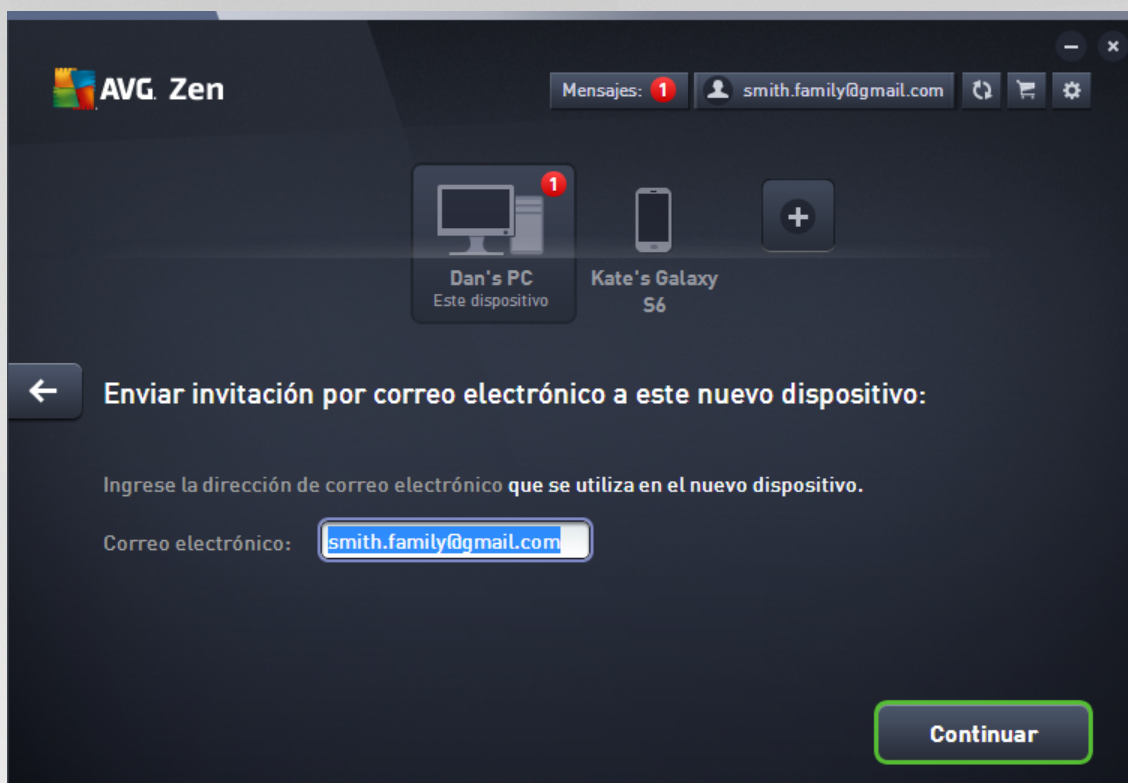 AVG. Zen
Mensajes: 1
smith.family@gmail.com
1
Dan's PC
Este dispositivo
Kate's Galaxy
S6
Enviar invitación por correo electrónico a este nuevo dispositivo:
Ingrese la dirección de correo electrónico que se utiliza en el nuevo dispositivo.
Correo electrónico: smith.family@gmail.com
Continuar